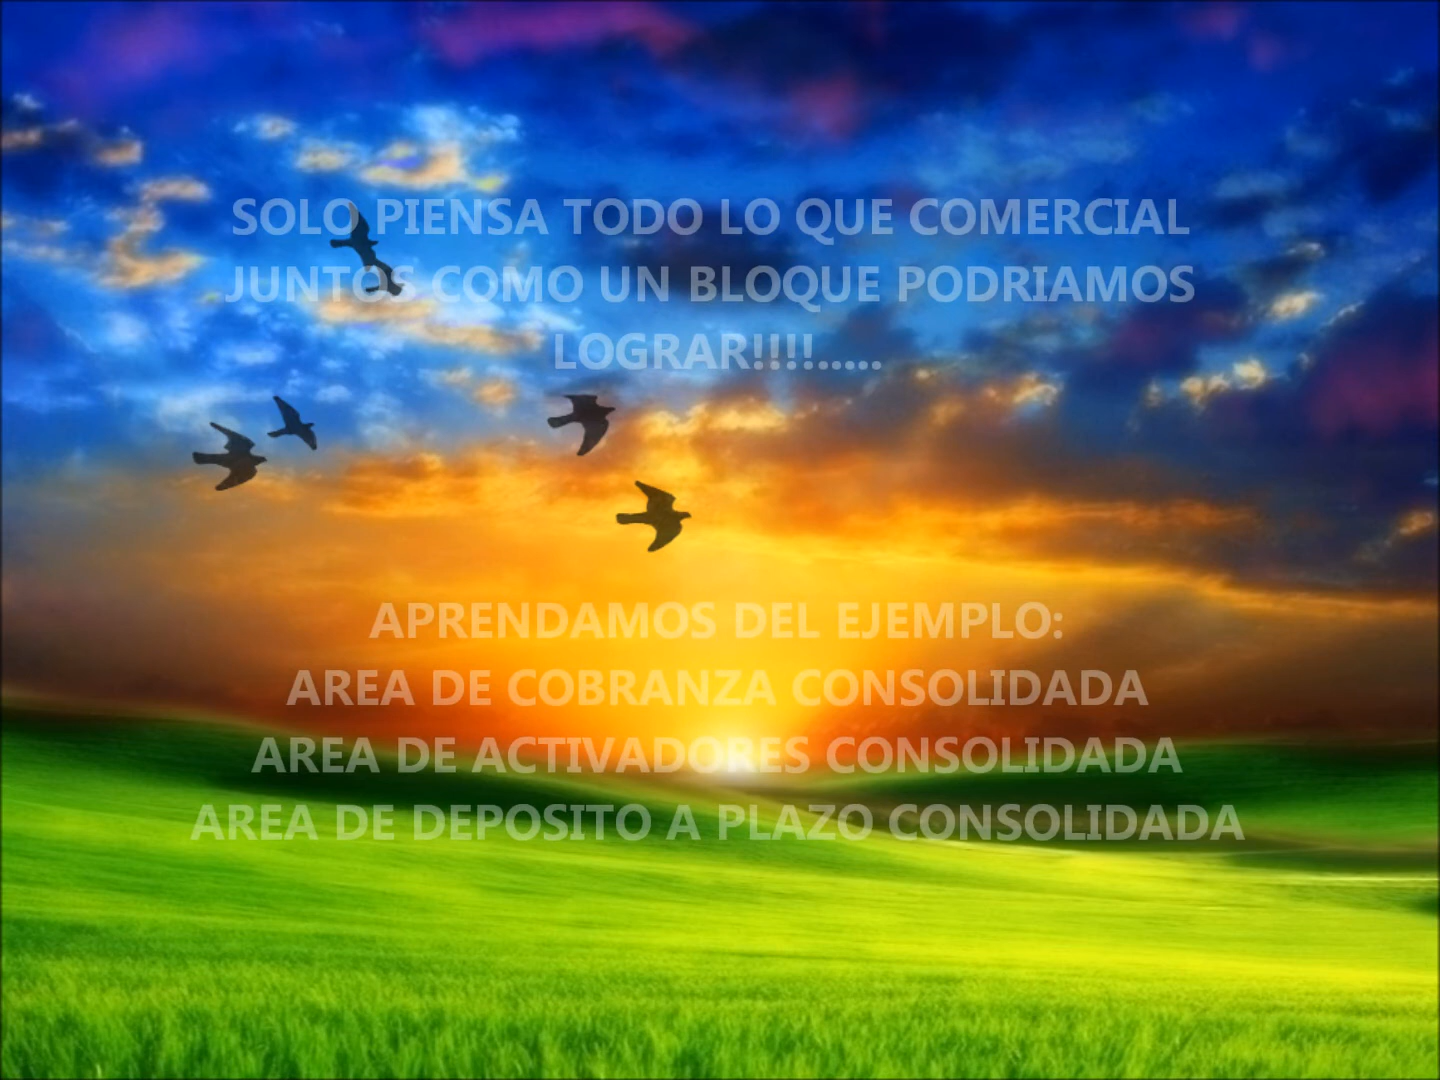 SOLO PIENSA TODO LO QUE COMERCIAL
JUNTOS COMO UN BLOQUE PODRIAMOS
LOGRAR!!!!.....
APRENDAMOS DEL EJEMPLO:
AREA DE COBRANZA CONSOLIDADA
AREA DE ACTIVADORES CONSOLIDADA
AREA DE DEPOSITO A PLAZO CONSOLIDADA